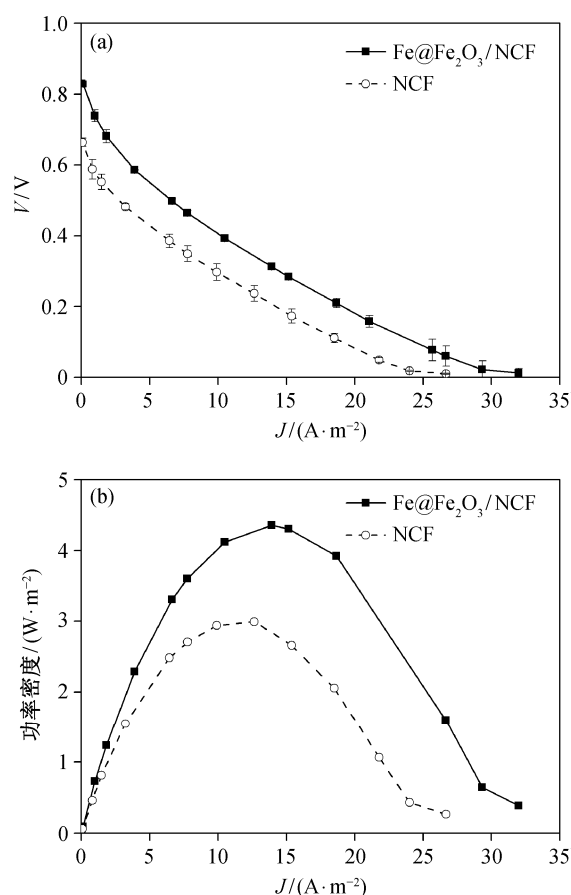 (a)
Fe@Fe₂O₃/NCF
NCF
1.0
0.8
0.6
0.4
0.2
0
V/V
0 5 10 15 20 25 30 35
J/(A·m⁻²)
(b)
Fe@Fe₂O₃/NCF
NCF
5
4
3
2
1
0
功率密度/(W·m⁻²)
0 5 10 15 20 25 30 35
J/(A·m⁻²)